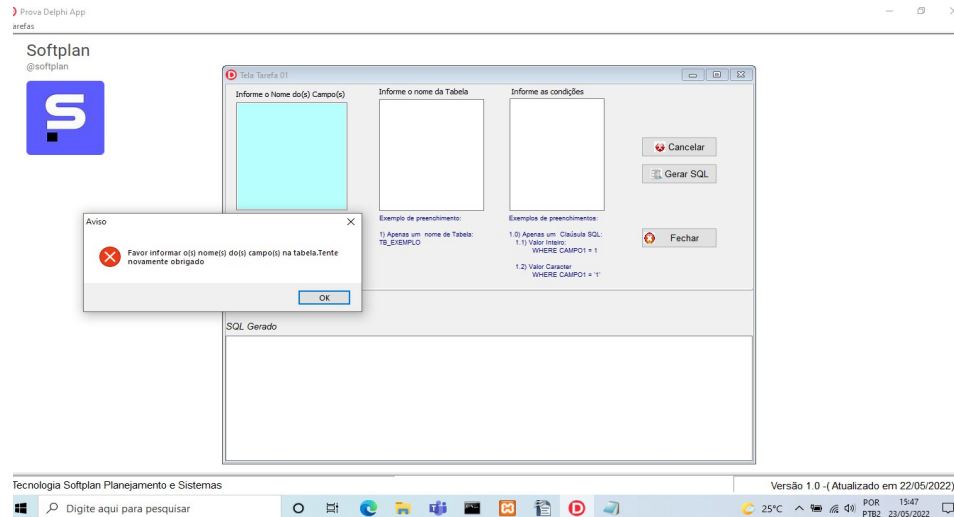 Prova Delphi App
arefas
Softplan
@softplan
Tela Tarefa 01
Informe o Nome do(s) Campo(s)
Informe o nome da Tabela
Informe as condições
Cancelar
Gerar SQL
Fechar
Exemplo de preenchimento:
1) Apenas um nome de Tabela:
TB_EXEMPLO
Exemplos de preenchimentos:
1.0) Apenas um Claúsula SQL:
1.1) Valor Inteiro:
WHERE CAMPO1 = 1
1.2) Valor Caracter
WHERE CAMPO1 = '1'
Aviso
Favor informar o(s) nome(s) do(s) campo(s) na tabela.Tente
novamente obrigado
OK
SQL Gerado
Tecnologia Softplan Planejamento e Sistemas
Versão 1.0 -( Atualizado em 22/05/2022)
Digite aqui para pesquisar
25°C
POR
PTB2
15:47
23/05/2022